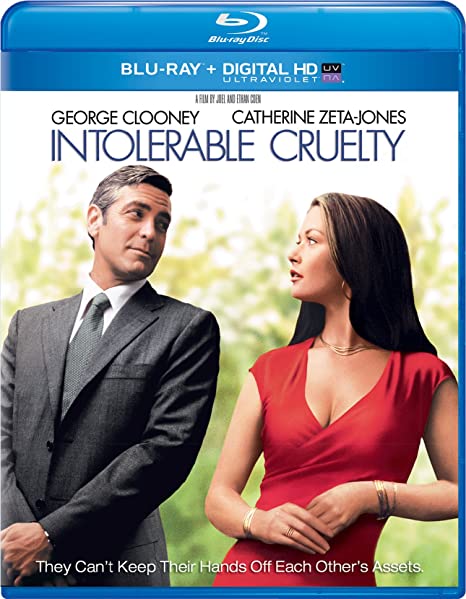 Blu-ray Disc
BLU-RAY + DIGITAL HD UV
ULTRAVIOLET
A FILM BY JOEL AND ETHAN COEN
GEORGE CLOONEY CATHERINE ZETA-JONES
INTOLERABLE CRUELTY
They Can't Keep Their Hands Off Each Other's Assets.